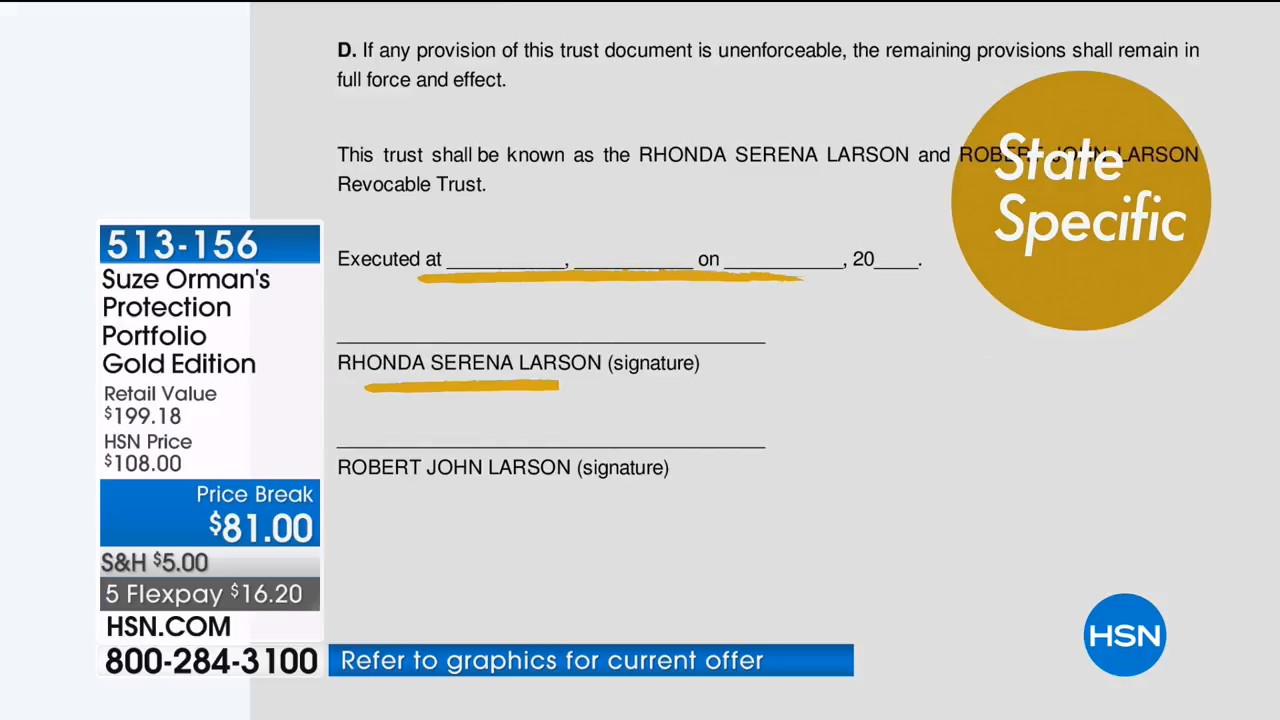 D. If any provision of this trust document is unenforceable, the remaining provisions shall remain in
full force and effect.
This trust shall be known as the RHONDA SERENA LARSON and ROBERT JOHN LARSON
Revocable Trust.
State
Specific
Executed at ___________, ___________ on ___________, 20____.
RHONDA SERENA LARSON (signature)
ROBERT JOHN LARSON (signature)
513-156
Suze Orman's
Protection
Portfolio
Gold Edition
Retail Value
$199.18
HSN Price
$108.00
Price Break
$81.00
S&H $5.00
5 Flexpay $16.20
HSN.COM
800-284-3100
Refer to graphics for current offer
HSN